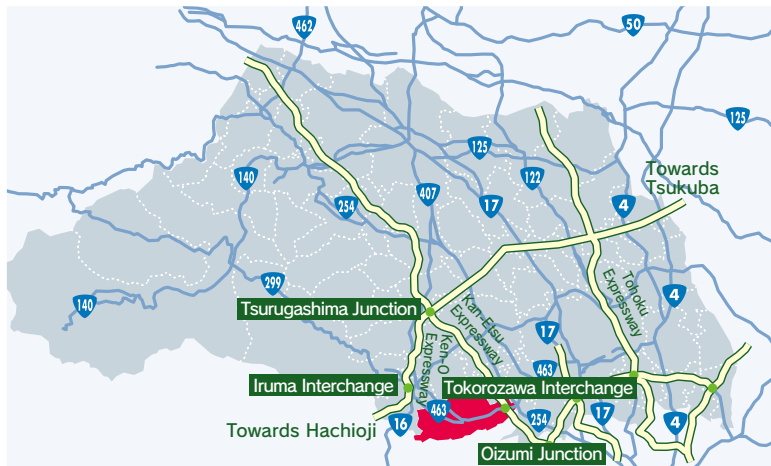 462
50
125
125
140
407
122
Towards
Tsukuba
254
17
4
299
Tohoku
Expressway
4
140
Tsurugashima Junction
Kan-Etsu
Expressway
17
Ken-O
Expressway
463
Iruma Interchange
Tokorozawa Interchange
463
16
254
17
4
Towards Hachioji
Oizumi Junction